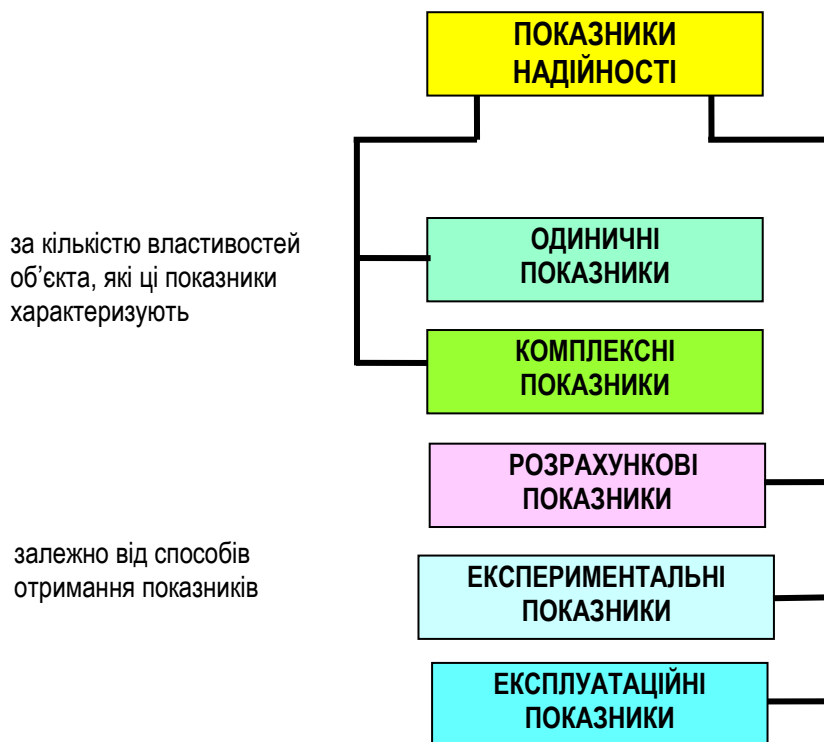 ПОКАЗНИКИ
НАДІЙНОСТІ
за кількістю властивостей
об’єкта, які ці показники
характеризують
ОДИНИЧНІ
ПОКАЗНИКИ
КОМПЛЕКСНІ
ПОКАЗНИКИ
залежно від способів
отримання показників
РОЗРАХУНКОВІ
ПОКАЗНИКИ
ЕКСПЕРИМЕНТАЛЬНІ
ПОКАЗНИКИ
ЕКСПЛУАТАЦІЙНІ
ПОКАЗНИКИ